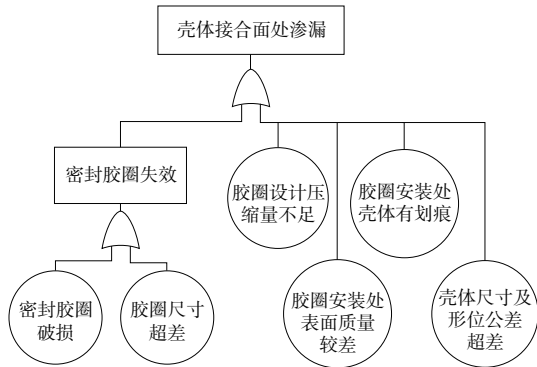 壳体接合面处渗漏
密封胶圈失效
胶圈设计压
缩量不足
胶圈安装处
壳体有划痕
密封胶圈
破损
胶圈尺寸
超差
胶圈安装处
表面质量
较差
壳体尺寸及
形位公差
超差